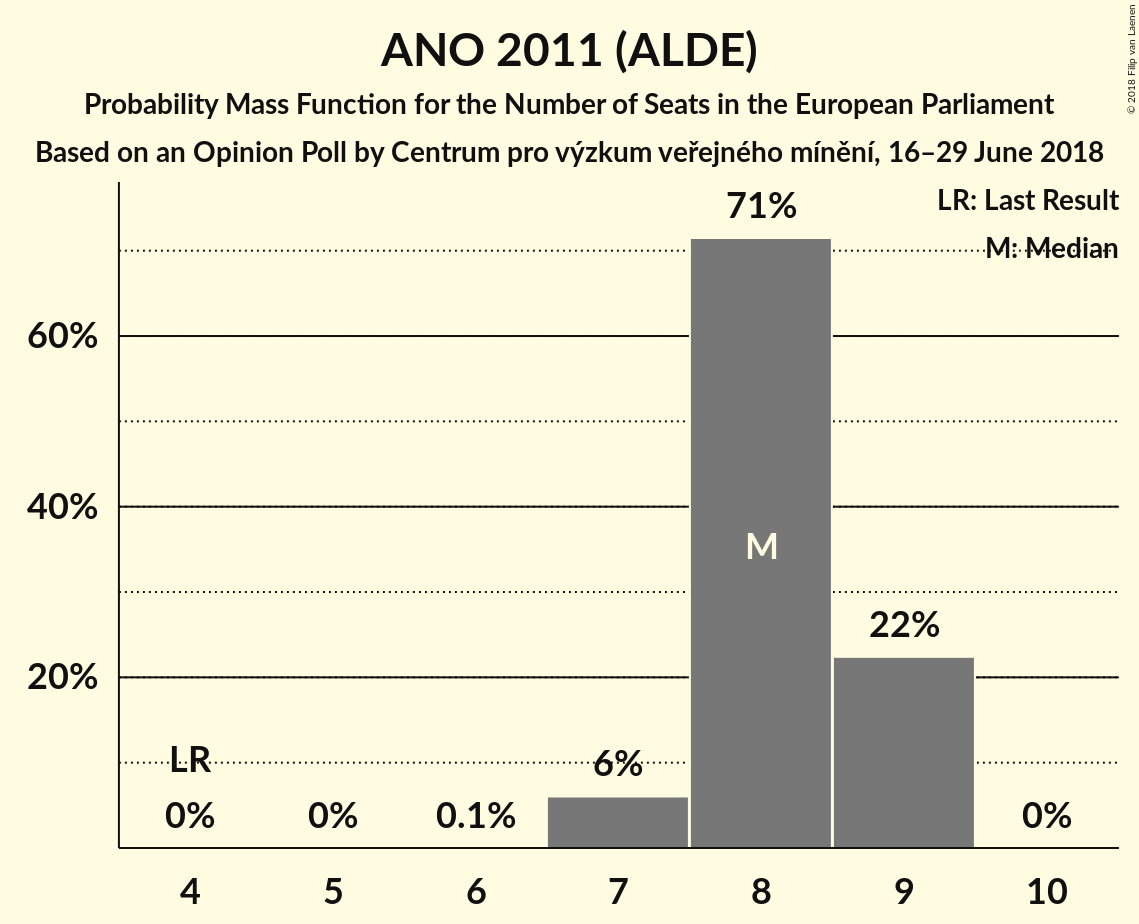 ANO 2011 (ALDE)
Probability Mass Function for the Number of Seats in the European Parliament
Based on an Opinion Poll by Centrum pro výzkum veřejného mínění, 16–29 June 2018
© 2018 Filip van Laenen
LR: Last Result
M: Median
71%
60%
40%
20%
M
22%
LR
6%
0%
0%
0.1%
0%
4
5
6
7
8
9
10